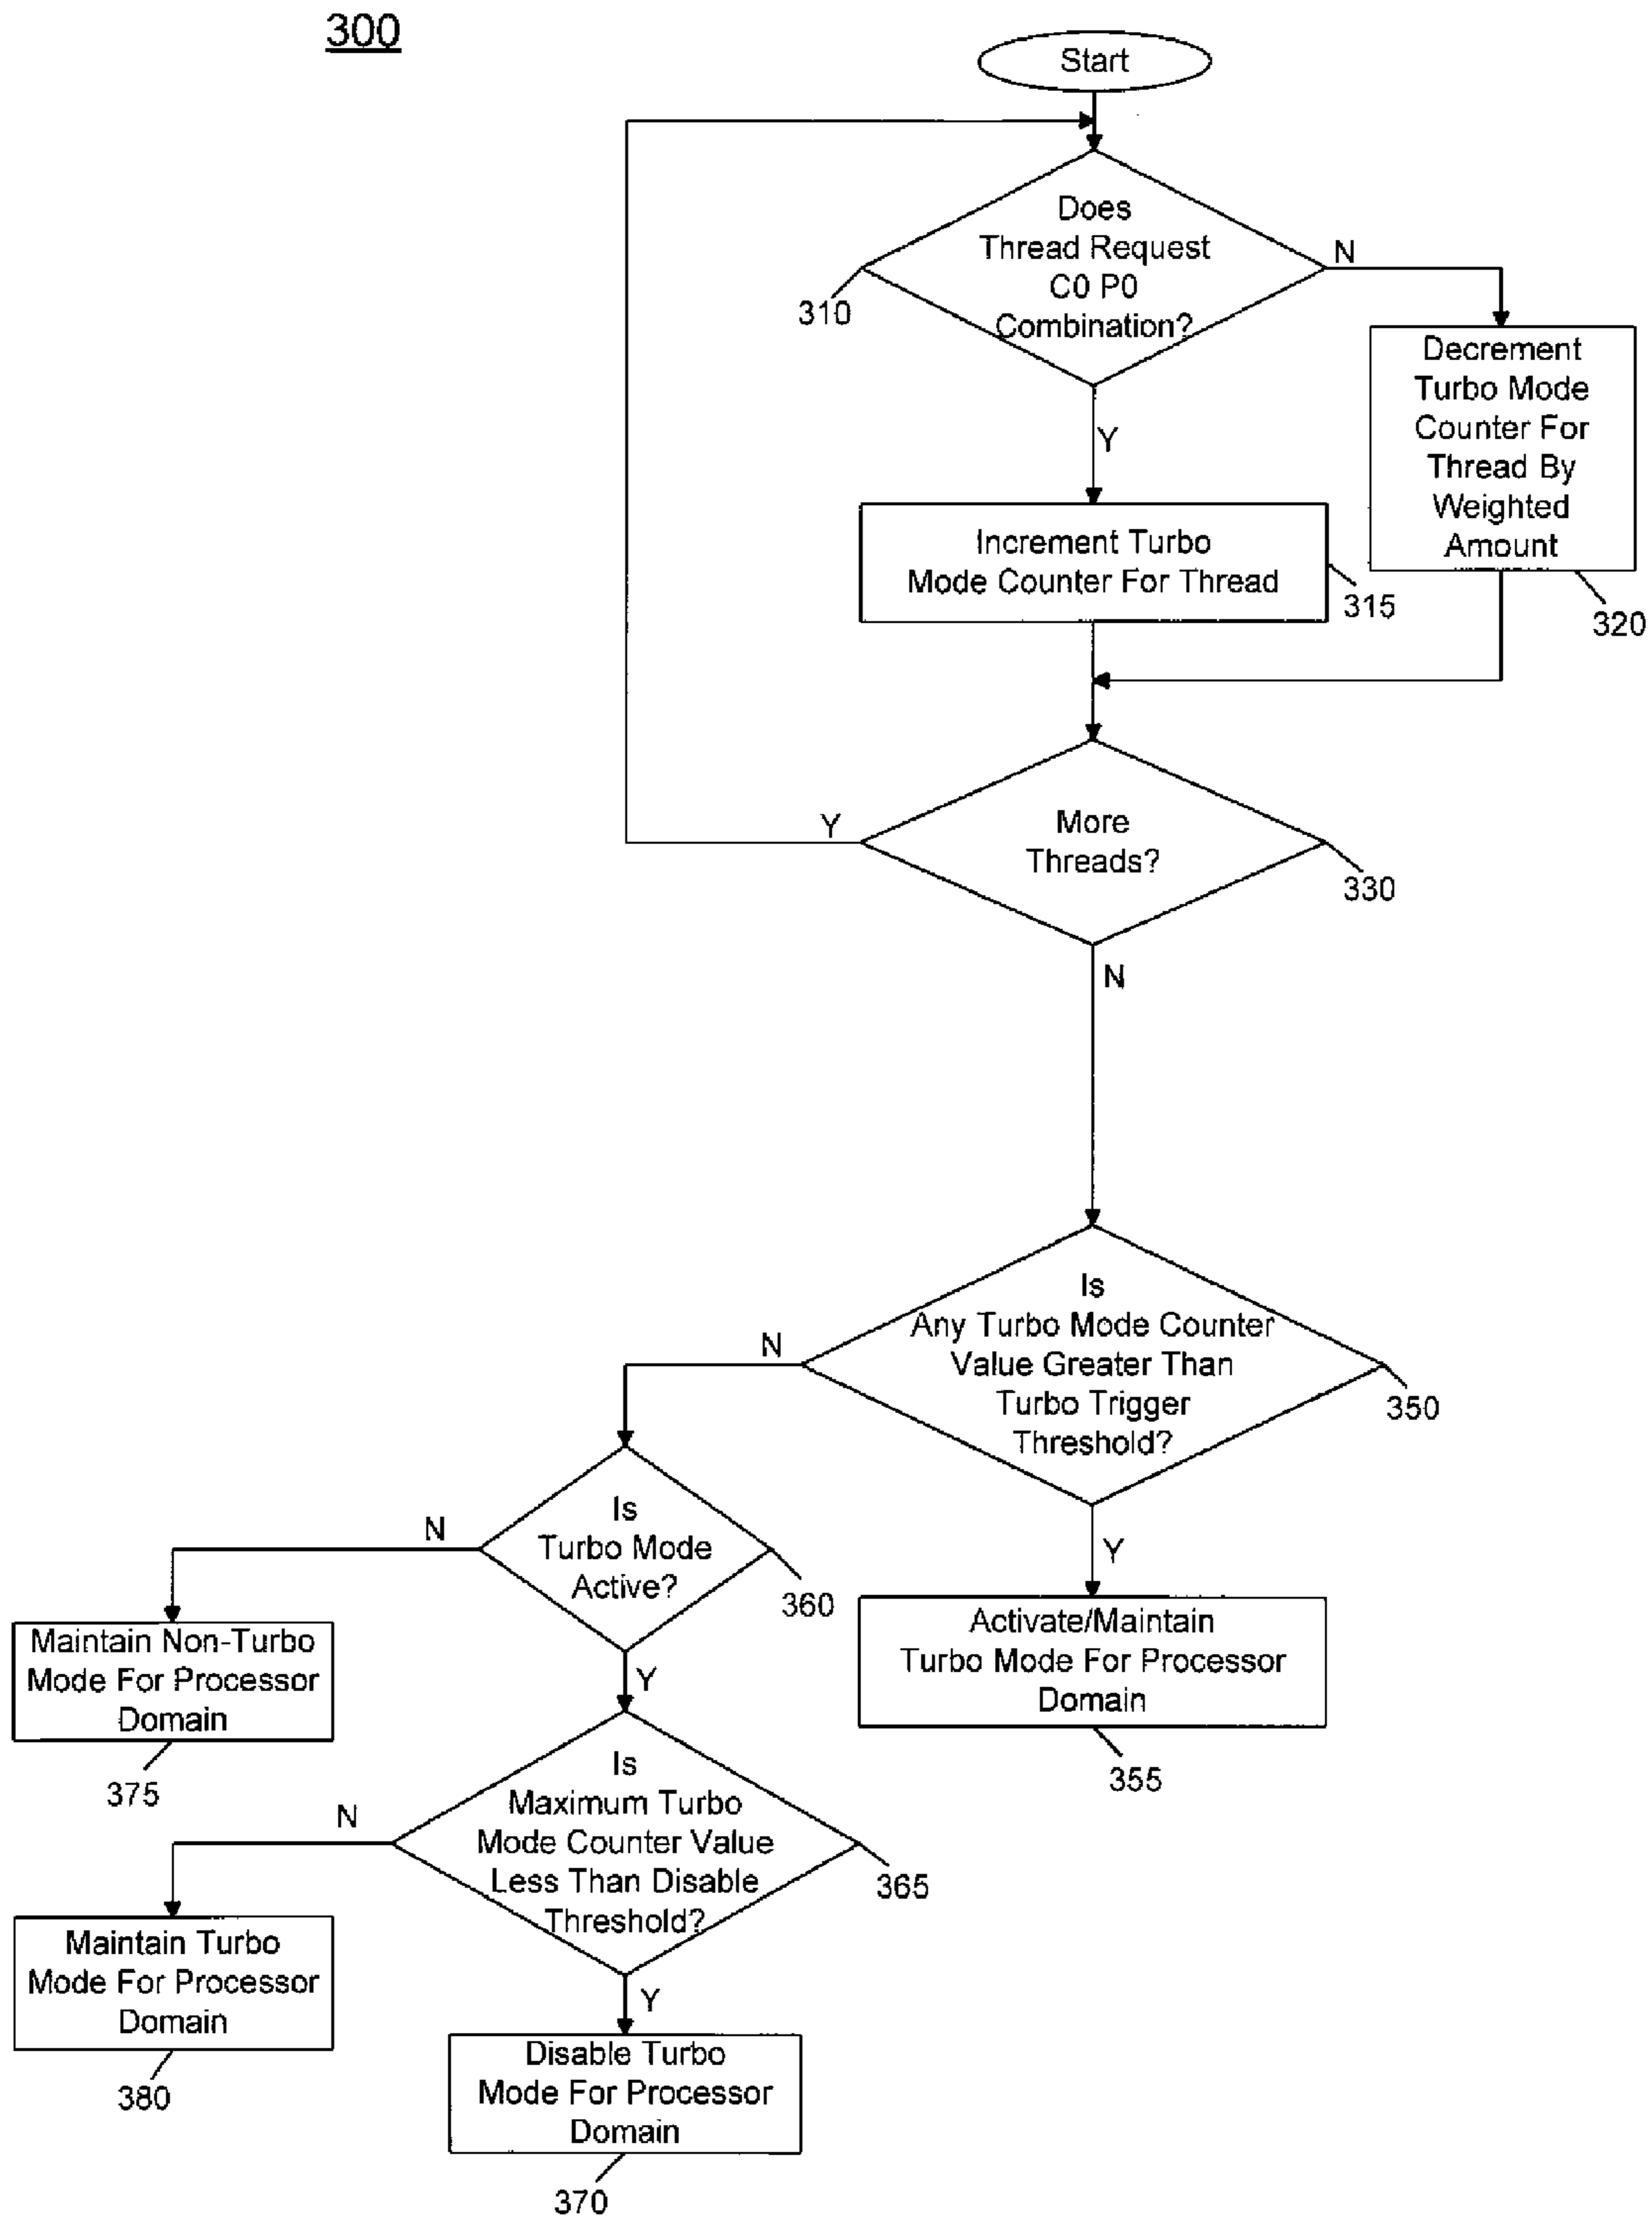 300
Start
Does
Thread Request
C0 P0
Combination?
310
N
Y
Decrement
Turbo Mode
Counter For
Thread By
Weighted
Amount
320
Increment Turbo
Mode Counter For Thread
315
More
Threads?
Y
330
N
Is
Any Turbo Mode Counter
Value Greater Than
Turbo Trigger
Threshold?
N
350
Y
Is
Turbo Mode
Active?
N
360
Y
Activate/Maintain
Turbo Mode For Processor
Domain
355
Maintain Non-Turbo
Mode For Processor
Domain
375
Is
Maximum Turbo
Mode Counter Value
Less Than Disable
Threshold?
N
365
Y
Maintain Turbo
Mode For Processor
Domain
380
Disable Turbo
Mode For Processor
Domain
370